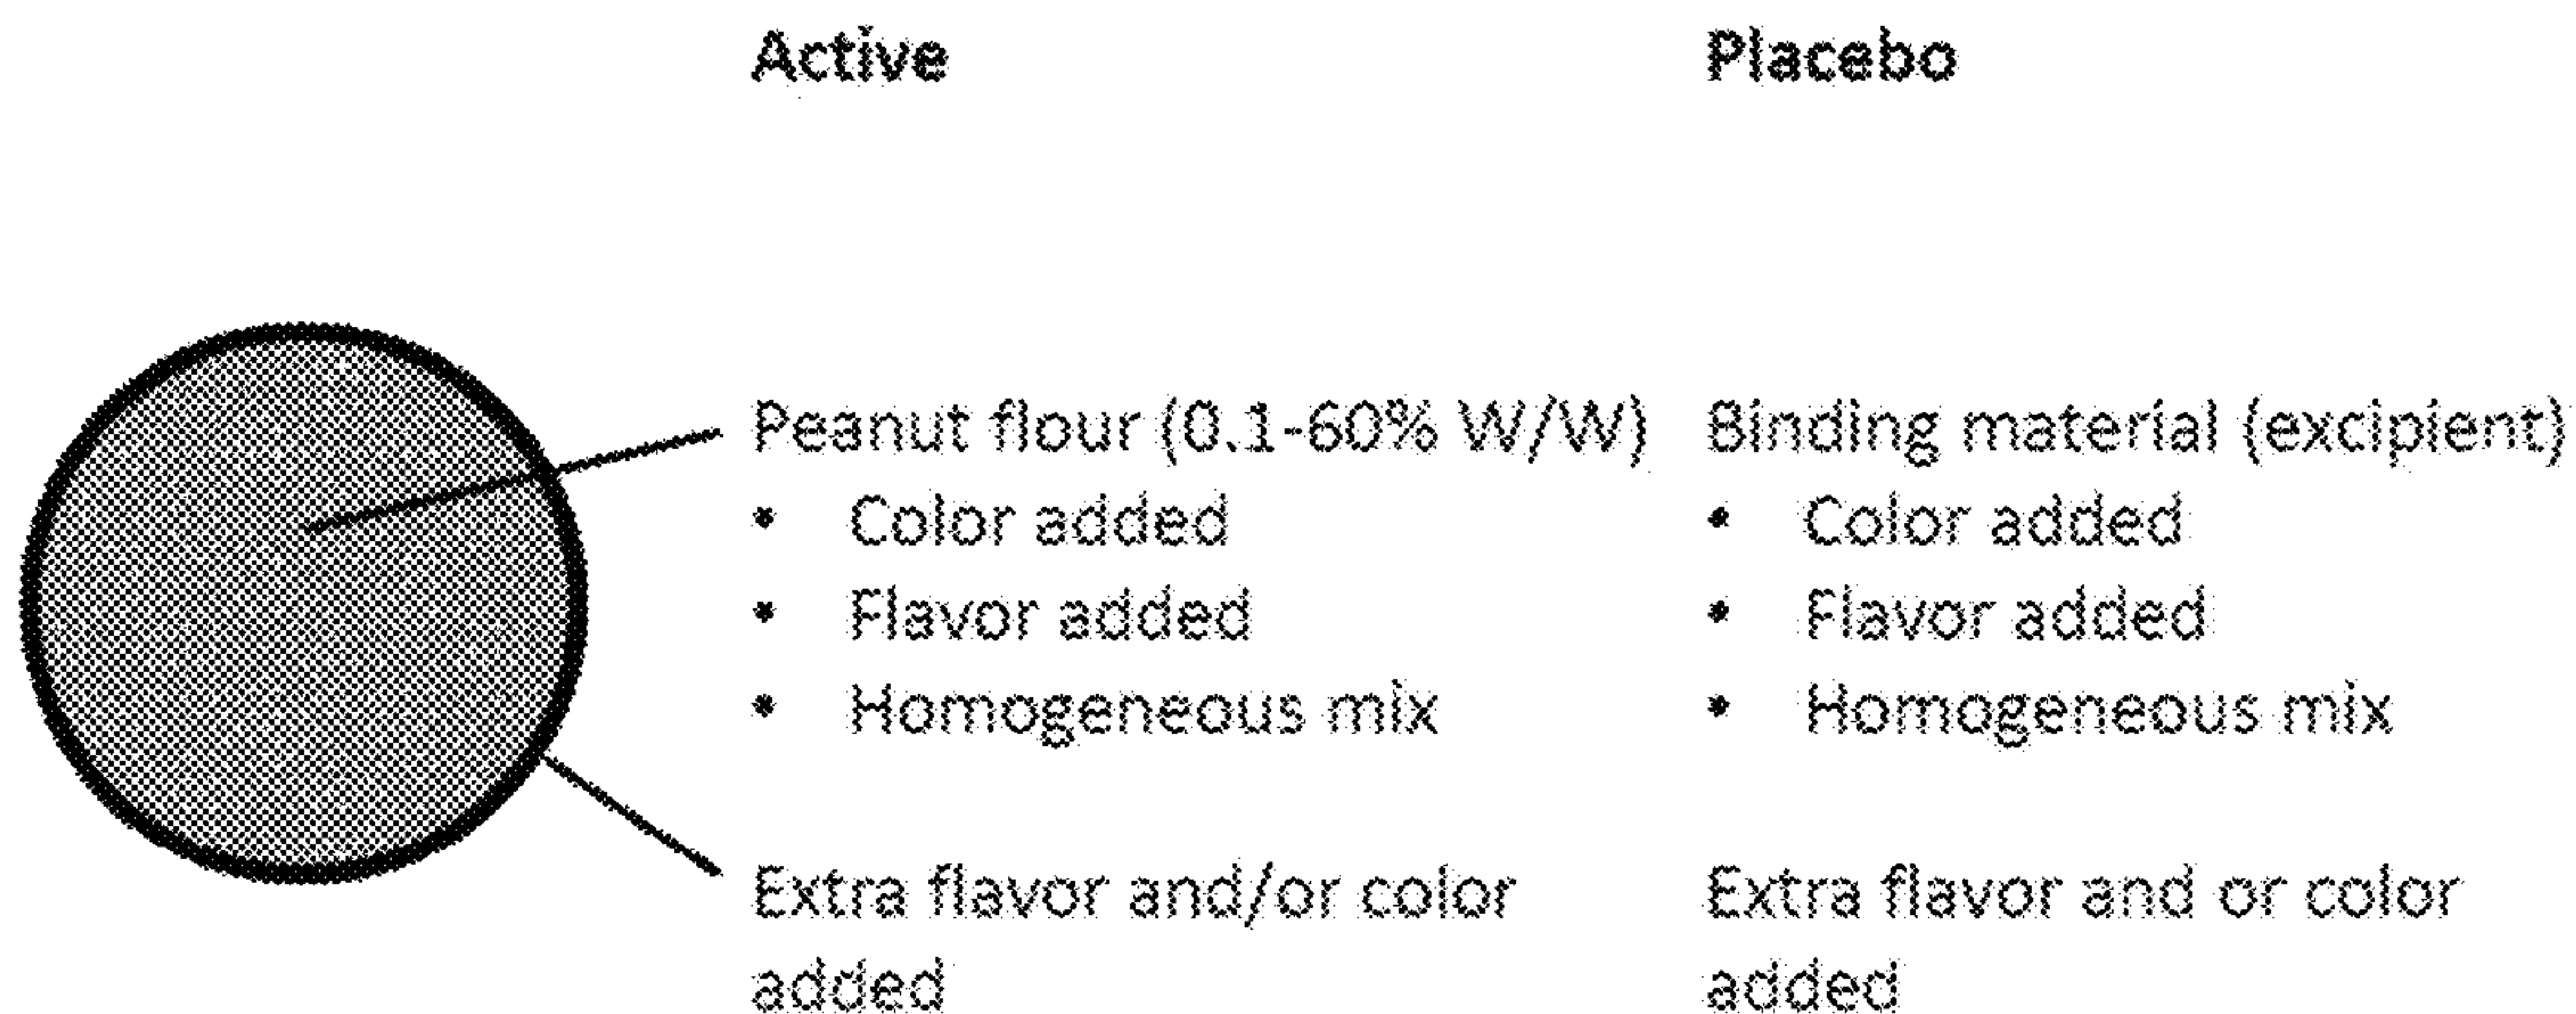 Active
Placebo
Peanut flour (0.1-60% W/W)
• Color added
• Flavor added
• Homogeneous mix
Extra flavor and/or color
added
Binding material (excipient)
• Color added
• Flavor added
• Homogeneous mix
Extra flavor and or color
added